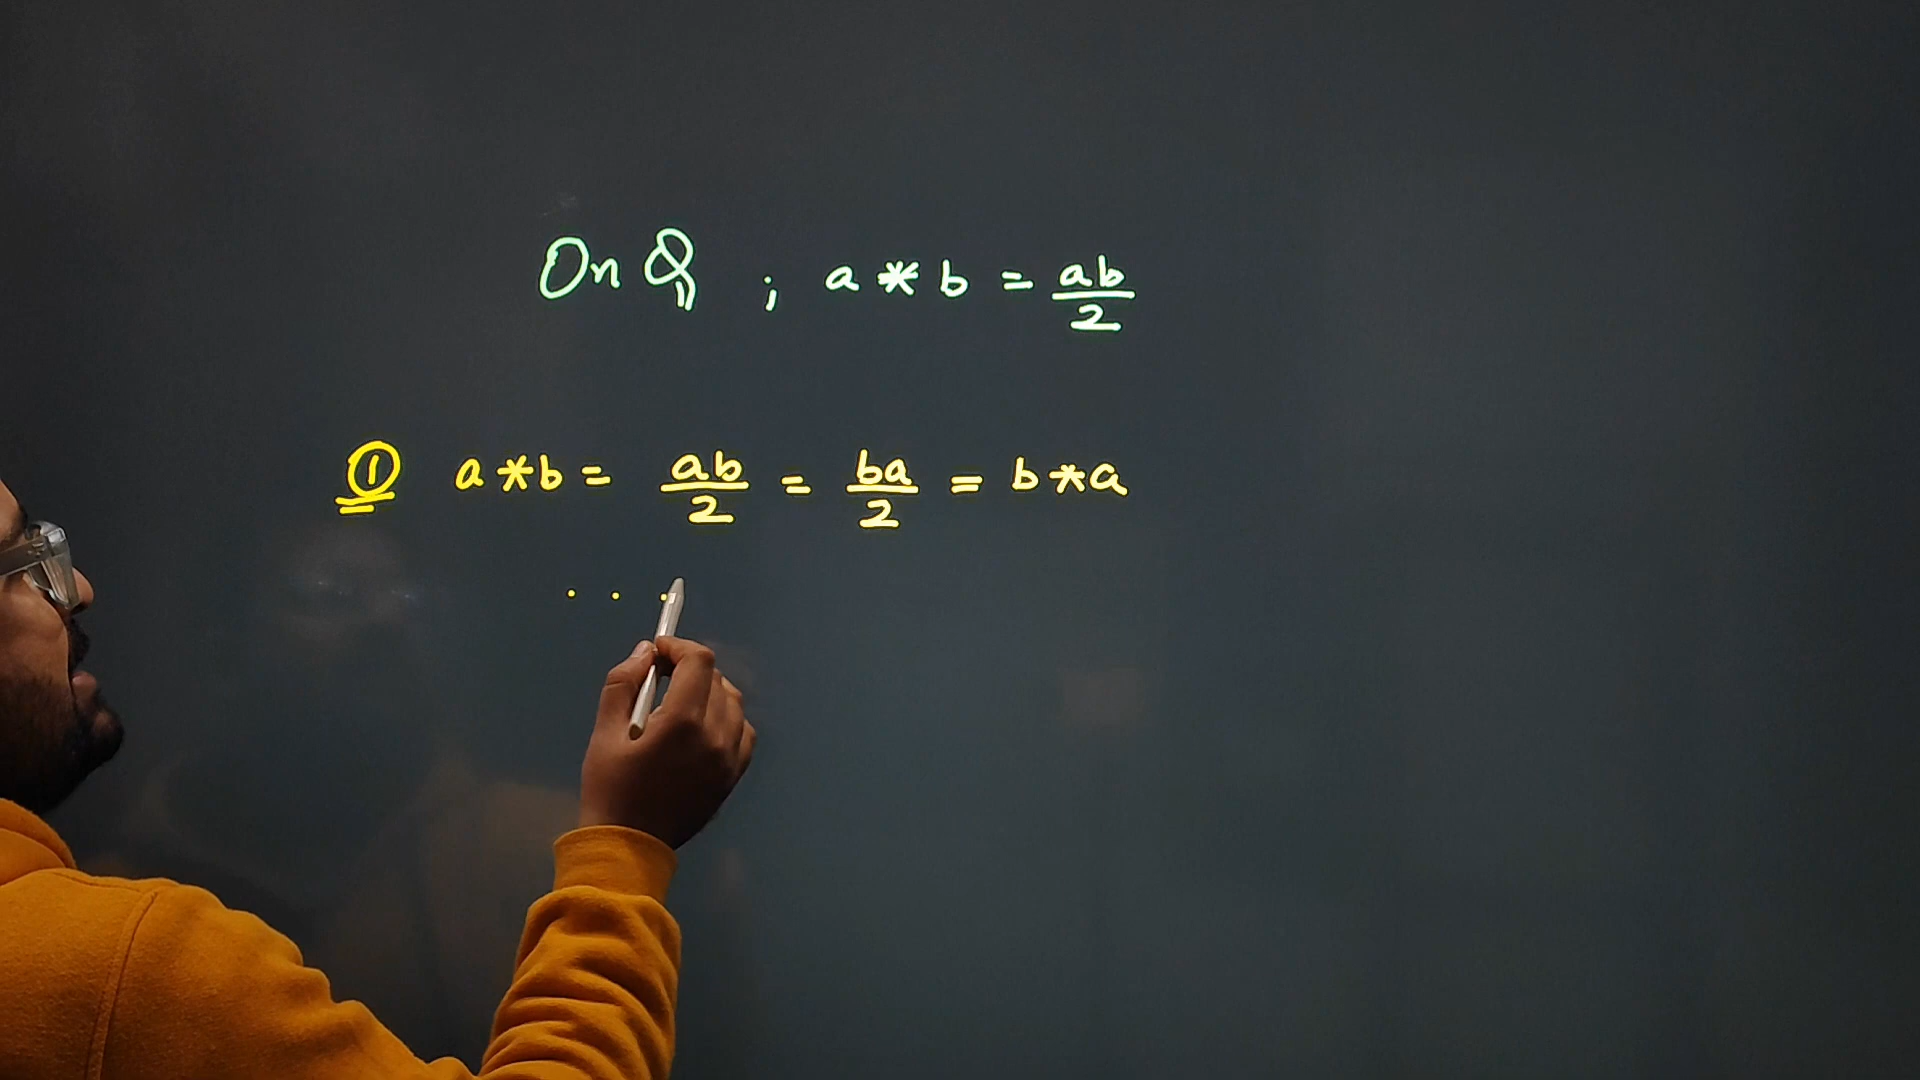 On Q ; a * b = ab/2
① a * b = ab/2 = ba/2 = b * a
. . .